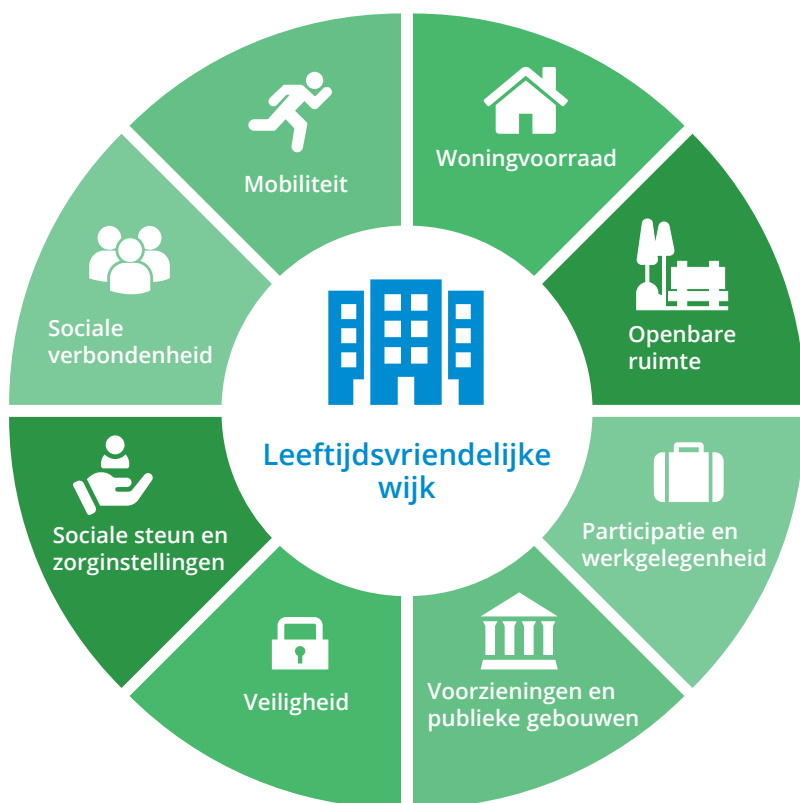 Mobiliteit
Woningvoorraad
Sociale
verbondenheid
Openbare
ruimte
Leeftijdsvriendelijke
wijk
Sociale steun en
zorginstellingen
Participatie en
werkgelegenheid
Veiligheid
Voorzieningen en
publieke gebouwen